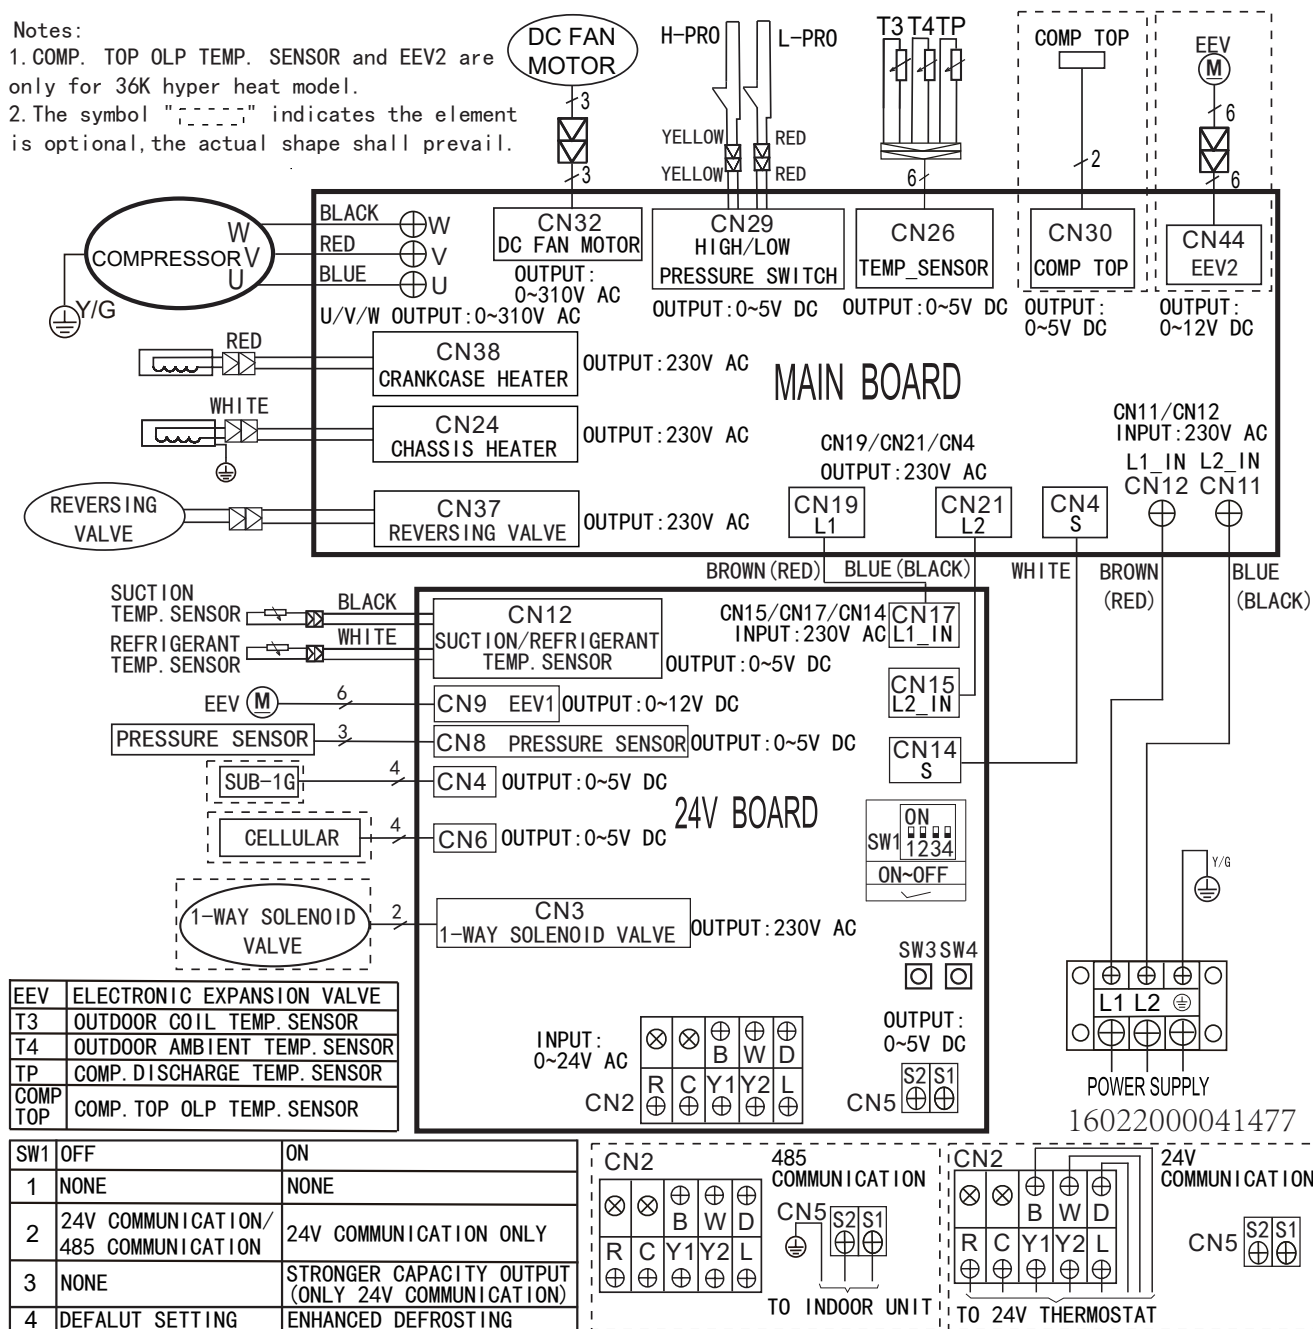 Notes:
1.COMP. TOP OLP TEMP. SENSOR and EEV2 are
only for 36K hyper heat model.
2.The symbol "      " indicates the element
is optional,the actual shape shall prevail.
DC FAN
MOTOR
3
3
H-PRO
L-PRO
YELLOW
RED
YELLOW
RED
T3 T4 TP
6
COMP TOP
2
EEV
M
6
6
COMPRESSOR
W
V
U
Y/G
BLACK
RED
BLUE
W
V
U
U/V/W OUTPUT:0~310V AC
CN32
DC FAN MOTOR
OUTPUT:
0~310V AC
CN29
HIGH/LOW
PRESSURE SWITCH
OUTPUT:0~5V DC
CN26
TEMP_SENSOR
OUTPUT:0~5V DC
CN30
COMP TOP
OUTPUT:
0~5V DC
CN44
EEV2
OUTPUT:
0~12V DC
RED
CN38
CRANKCASE HEATER
OUTPUT:230V AC
MAIN BOARD
WHITE
CN24
CHASSIS HEATER
OUTPUT:230V AC
REVERSING
VALVE
CN37
REVERSING VALVE
OUTPUT:230V AC
CN19/CN21/CN4
OUTPUT:230V AC
CN19
L1
CN21
L2
CN4
S
CN11/CN12
INPUT:230V AC
L1_IN L2_IN
CN12 CN11
BROWN(RED)
BLUE(BLACK)
WHITE
BROWN
(RED)
BLUE
(BLACK)
SUCTION
TEMP.SENSOR
BLACK
REFRIGERANT
TEMP.SENSOR
WHITE
CN12
SUCTION/REFRIGERANT
TEMP.SENSOR
OUTPUT:0~5V DC
CN15/CN17/CN14
INPUT:230V AC
CN17
L1_IN
CN15
L2_IN
CN14
S
EEV
M
6
CN9 EEV1
OUTPUT:0~12V DC
PRESSURE SENSOR
3
CN8 PRESSURE SENSOR
OUTPUT:0~5V DC
SUB-1G
4
CN4
OUTPUT:0~5V DC
CELLULAR
4
CN6
OUTPUT:0~5V DC
24V BOARD
SW1
ON
1234
ON~OFF
Y/G
1-WAY SOLENOID
VALVE
2
CN3
1-WAY SOLENOID VALVE
OUTPUT:230V AC
SW3 SW4
L1 L2
POWER SUPPLY
16022000041477
INPUT:
0~24V AC
CN2
B W D
R C Y1 Y2 L
OUTPUT:
0~5V DC
CN5
S2 S1
EEV ELECTRONIC EXPANSION VALVE
T3 OUTDOOR COIL TEMP.SENSOR
T4 OUTDOOR AMBIENT TEMP.SENSOR
TP COMP.DISCHARGE TEMP.SENSOR
COMP
TOP COMP.TOP OLP TEMP.SENSOR
SW1 OFF ON
1 NONE NONE
2 24V COMMUNICATION/
485 COMMUNICATION
24V COMMUNICATION ONLY
3 NONE
STRONGER CAPACITY OUTPUT
(ONLY 24V COMMUNICATION)
4 DEFALUT SETTING ENHANCED DEFROSTING
CN2
B W D
R C Y1 Y2 L
485
COMMUNICATION
CN5
S2 S1
TO INDOOR UNIT
CN2
B W D
R C Y1 Y2 L
TO 24V THERMOSTAT
24V
COMMUNICATION
CN5
S2 S1